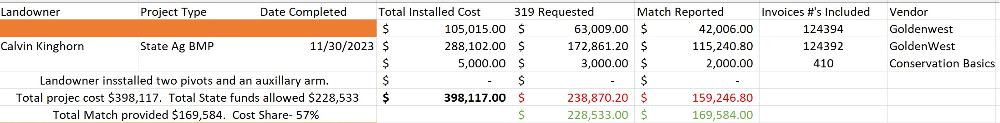 Landowner Project Type Date Completed Total Installed Cost 319 Requested Match Reported Invoices #'s Included Vendor
$ 105,015.00 $ 63,009.00 $ 42,006.00 124394 Goldenwest
Calvin Kinghorn State Ag BMP 11/30/2023 $ 288,102.00 $ 172,861.20 $ 115,240.80 124392 GoldenWest
$ 5,000.00 $ 3,000.00 $ 2,000.00 410 Conservation Basics
Landowner insstalled two pivots and an auxillary arm. $ - $ - $ -
Total projec cost $398,117. Total State funds allowed $228,533 $ 398,117.00 $ 238,870.20 $ 159,246.80
Total Match provided $169,584. Cost Share- 57% $ 228,533.00 $ 169,584.00